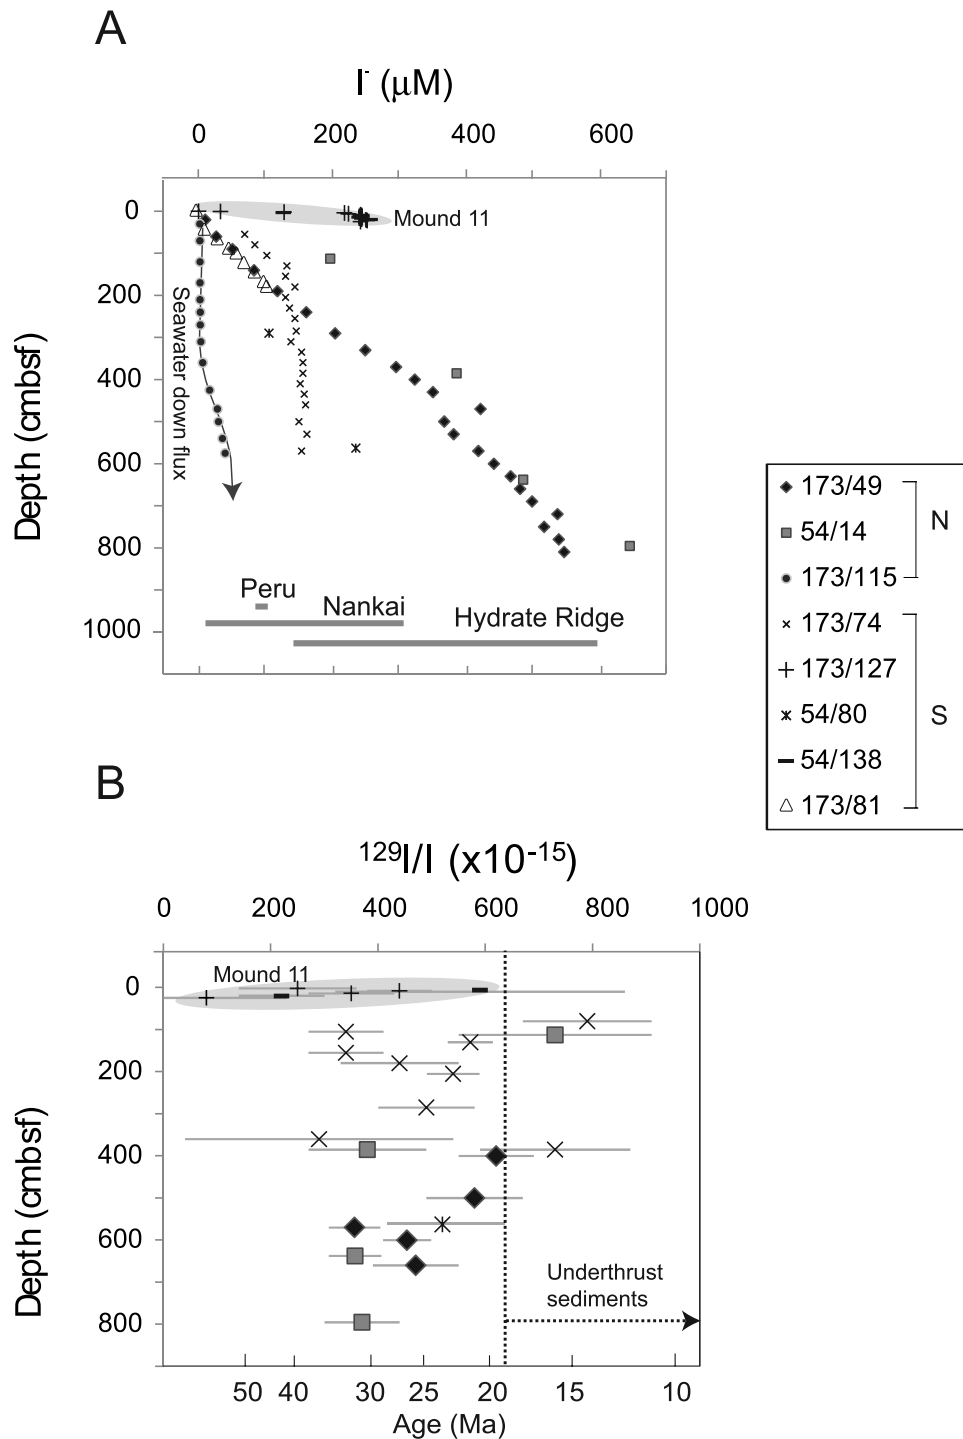 A
I- (μM)
0 200 400 600
Depth (cmbsf)
0
200
400
600
800
1000
Mound 11
Seawater down flux
Peru
Nankai
Hydrate Ridge
173/49
54/14
173/115
N
173/74
173/127
54/80
54/138
173/81
S
B
129I/I (x10-15)
0 200 400 600 800 1000
Depth (cmbsf)
0
200
400
600
800
Mound 11
Underthrust
sediments
50 40 30 25 20 15 10
Age (Ma)